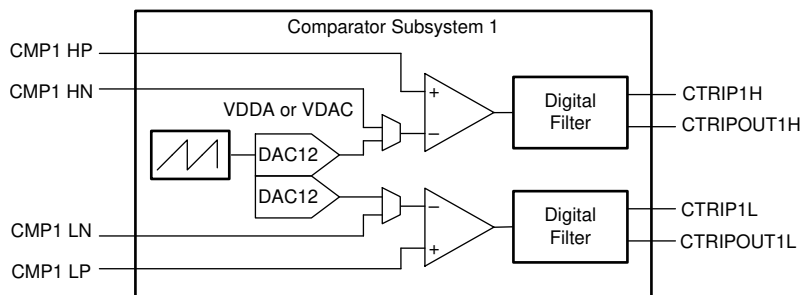 Comparator Subsystem 1
CMP1 HP
CMP1 HN
VDDA or VDAC
DAC12
DAC12
+
−
Digital
Filter
CTRIP1H
CTRIPOUT1H
−
+
Digital
Filter
CTRIP1L
CTRIPOUT1L
CMP1 LN
CMP1 LP